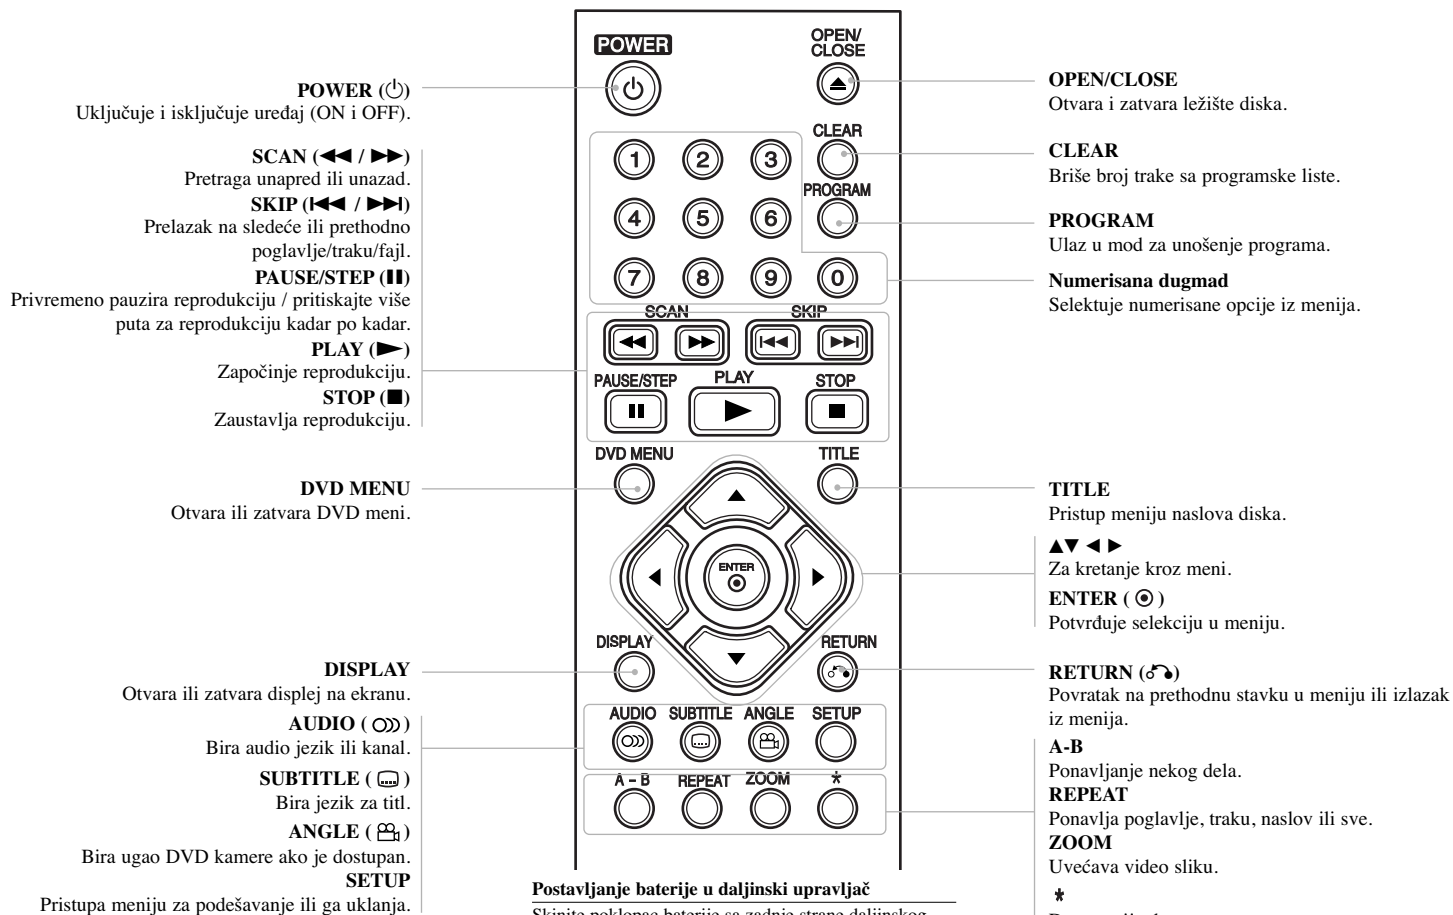 POWER (⏻)
Uključuje i isključuje uređaj (ON i OFF).
SCAN (◀◀ / ▶▶)
Pretraga unapred ili unazad.
SKIP (I◀◀ / ▶▶I)
Prelazak na sledeće ili prethodno
poglavlje/traku/fajl.
PAUSE/STEP (II)
Privremeno pauzira reprodukciju / pritiskajte više
puta za reprodukciju kadar po kadar.
PLAY (▶)
Započinje reprodukciju.
STOP (■)
Zaustavlja reprodukciju.
DVD MENU
Otvara ili zatvara DVD meni.
DISPLAY
Otvara ili zatvara displej na ekranu.
AUDIO ( )
Bira audio jezik ili kanal.
SUBTITLE ( )
Bira jezik za titl.
ANGLE ( )
Bira ugao DVD kamere ako je dostupan.
SETUP
Pristupa meniju za podešavanje ili ga uklanja.
POWER
OPEN/
CLOSE
CLEAR
1 2 3
PROGRAM
4 5 6
7 8 9 0
SCAN SKIP
PAUSE/STEP PLAY STOP
DVD MENU TITLE
ENTER
DISPLAY RETURN
AUDIO SUBTITLE ANGLE SETUP
A – B REPEAT ZOOM *
Postavljanje baterije u daljinski upravljač
Skinite poklopac baterije sa zadnje strane daljinskog
OPEN/CLOSE
Otvara i zatvara ležište diska.
CLEAR
Briše broj trake sa programske liste.
PROGRAM
Ulaz u mod za unošenje programa.
Numerisana dugmad
Selektuje numerisane opcije iz menija.
TITLE
Pristup meniju naslova diska.
▲▼ ◀ ▶
Za kretanje kroz meni.
ENTER ( ◉ )
Potvrđuje selekciju u meniju.
RETURN ( )
Povratak na prethodnu stavku u meniju ili izlazak
iz menija.
A-B
Ponavljanje nekog dela.
REPEAT
Ponavlja poglavlje, traku, naslov ili sve.
ZOOM
Uvećava video sliku.
*